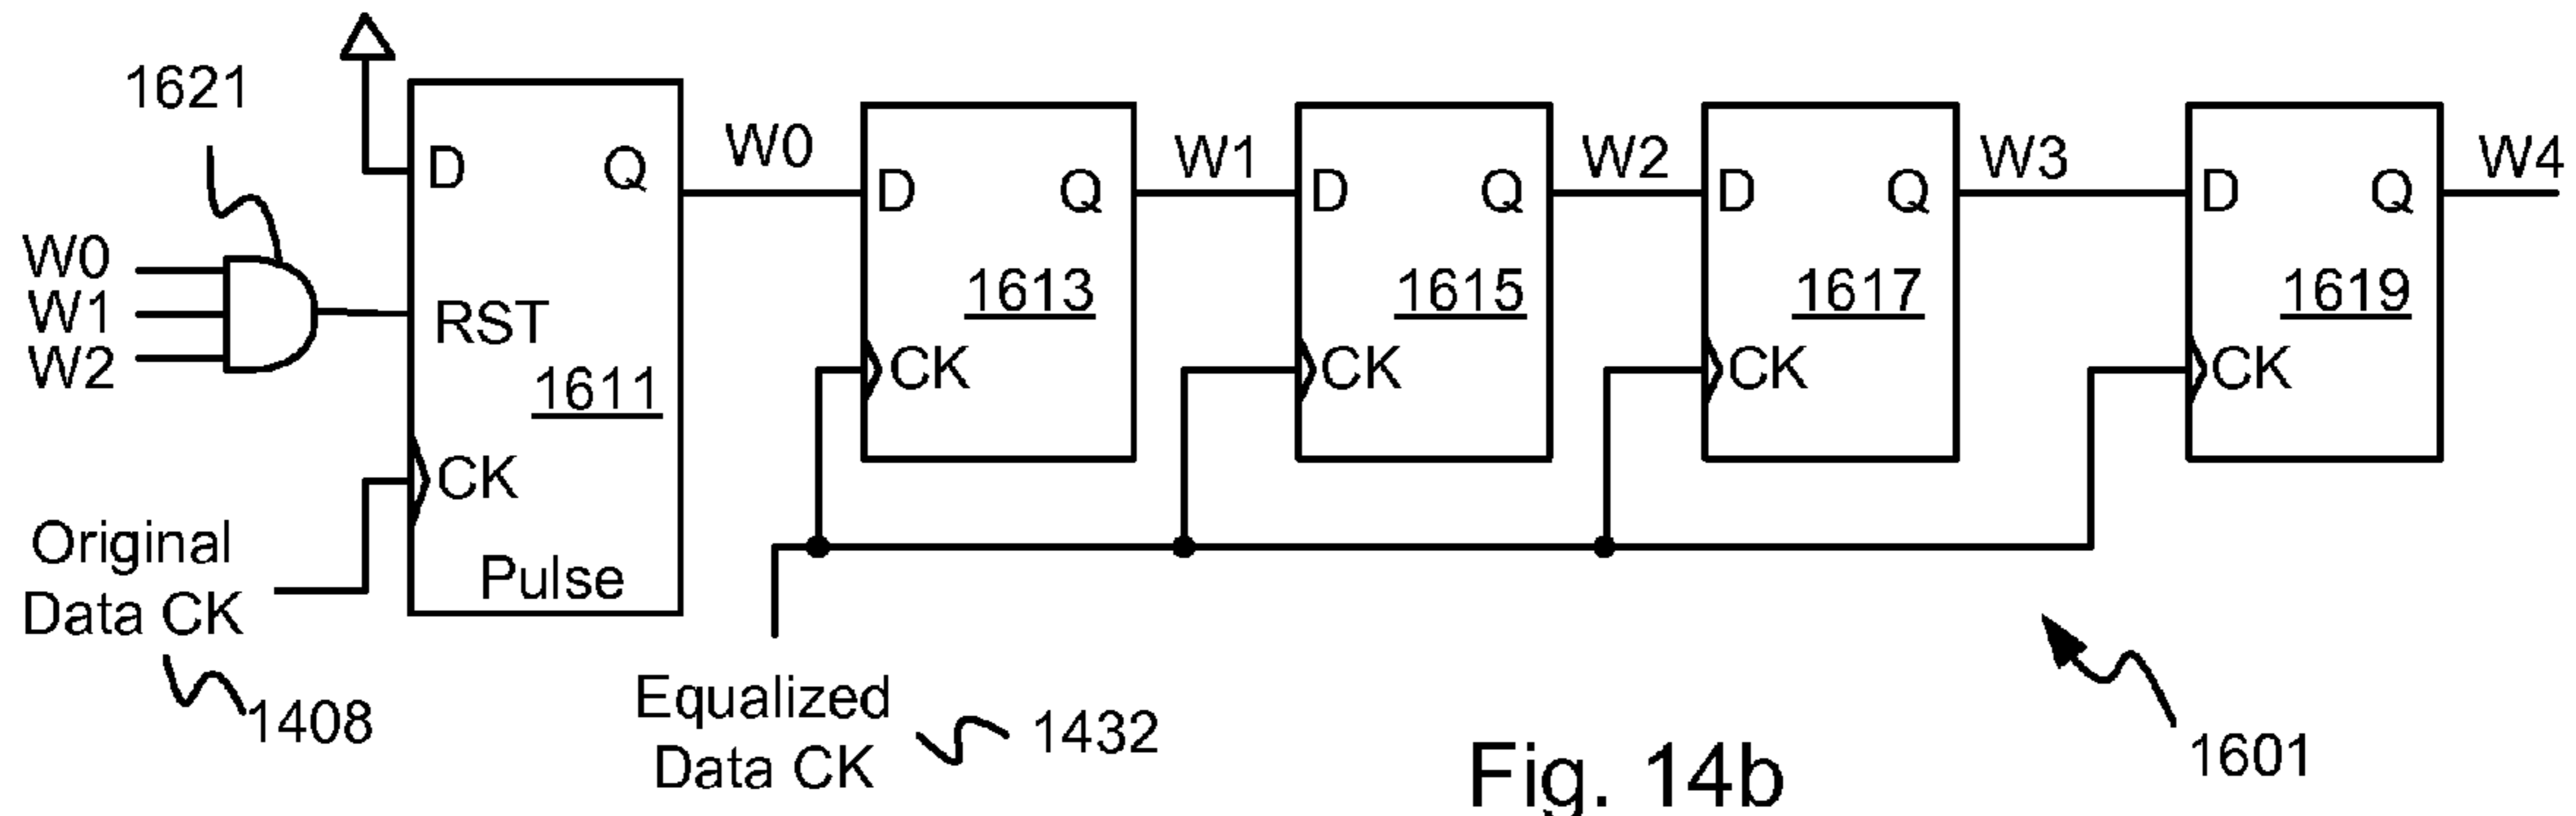 1621
W0
W1
W2
D
Q
RST
1611
CK
Pulse
Original
Data CK
1408
W0
D
Q
1613
CK
W1
D
Q
1615
CK
W2
D
Q
1617
CK
W3
D
Q
1619
CK
W4
Equalized
Data CK
1432
1601
Fig. 14b